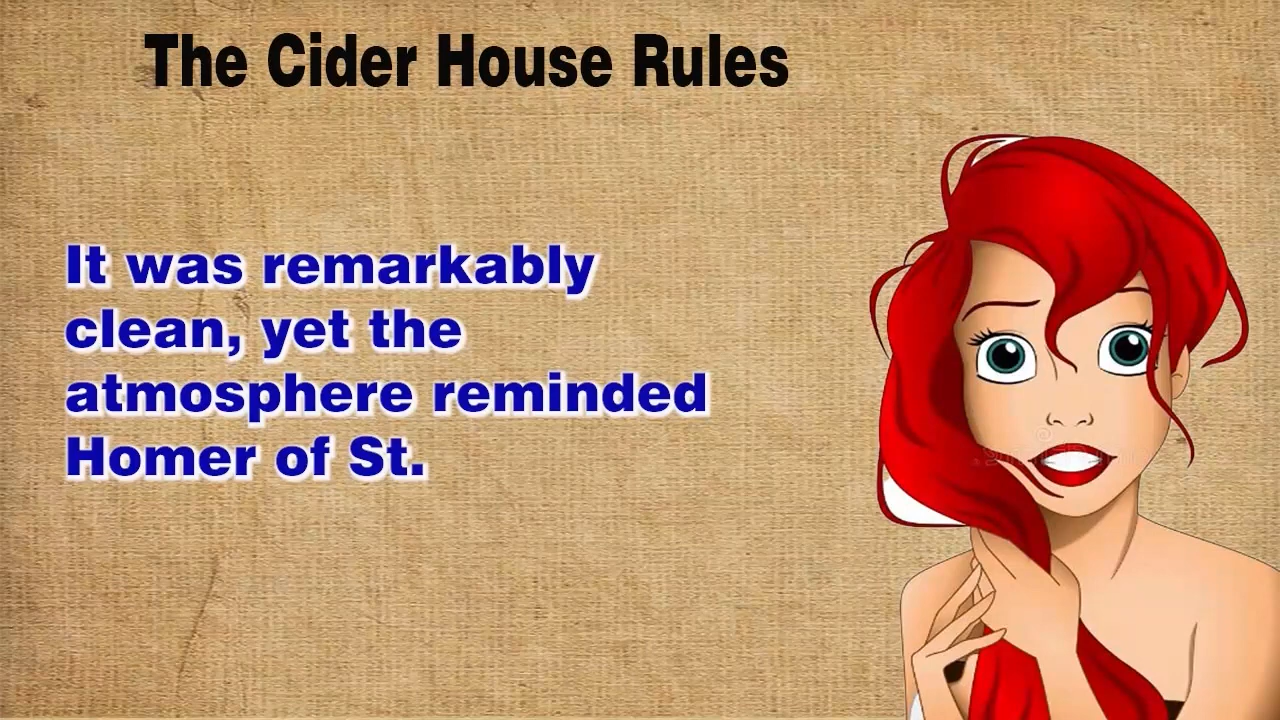 The Cider House Rules
It was remarkably
clean, yet the
atmosphere reminded
Homer of St.